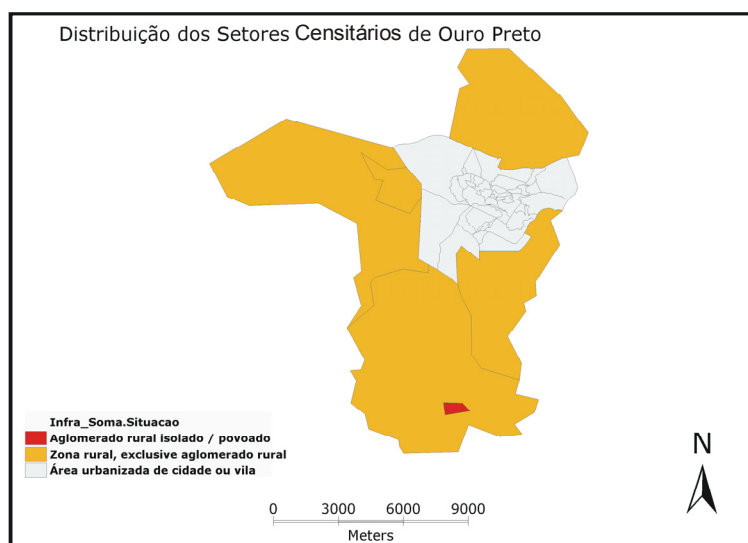 Distribuição dos Setores Censitários de Ouro Preto
Infra_Soma.Situacao
Aglomerado rural isolado / povoado
Zona rural, exclusive aglomerado rural
Área urbanizada de cidade ou vila
N
0 3000 6000 9000
Meters